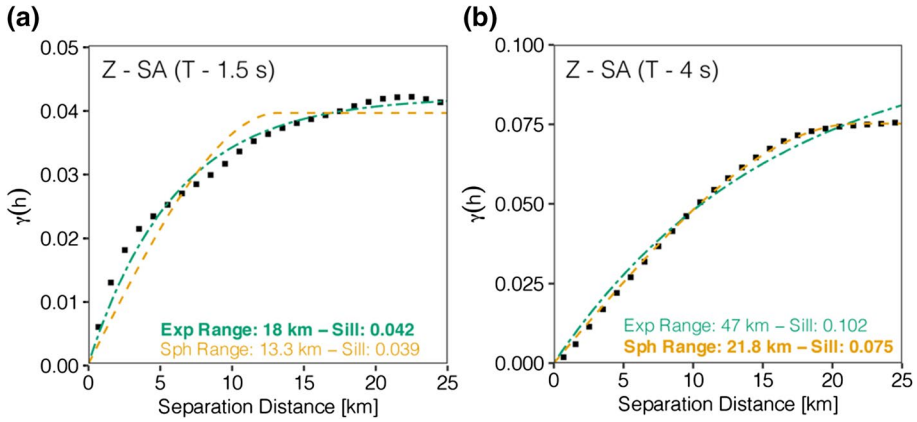 (a)
Z - SA (T - 1.5 s)
γ(h)
0.05
0.04
0.03
0.02
0.01
0.00
Exp Range: 18 km – Sill: 0.042
Sph Range: 13.3 km – Sill: 0.039
0 5 10 15 20 25
Separation Distance [km]
(b)
Z - SA (T - 4 s)
γ(h)
0.100
0.075
0.050
0.025
0.000
Exp Range: 47 km – Sill: 0.102
Sph Range: 21.8 km – Sill: 0.075
0 5 10 15 20 25
Separation Distance [km]